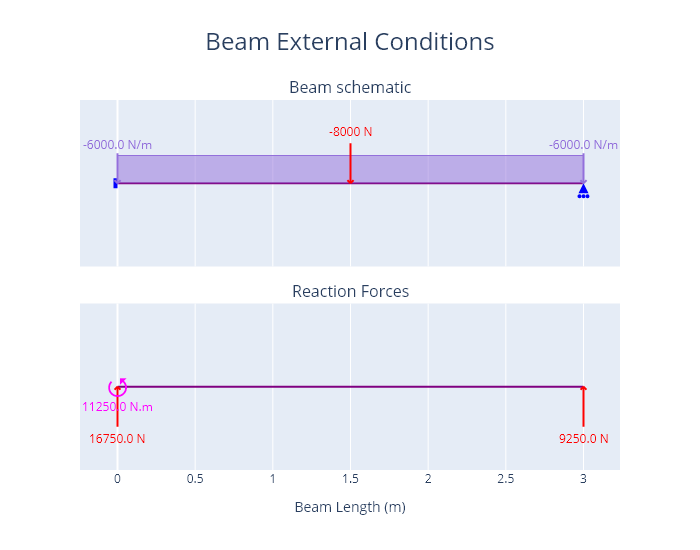 Beam External Conditions
Beam schematic
-8000 N
-6000.0 N/m
-6000.0 N/m
Reaction Forces
11250.0 N.m
16750.0 N
9250.0 N
0
0.5
1
1.5
2
2.5
3
Beam Length (m)